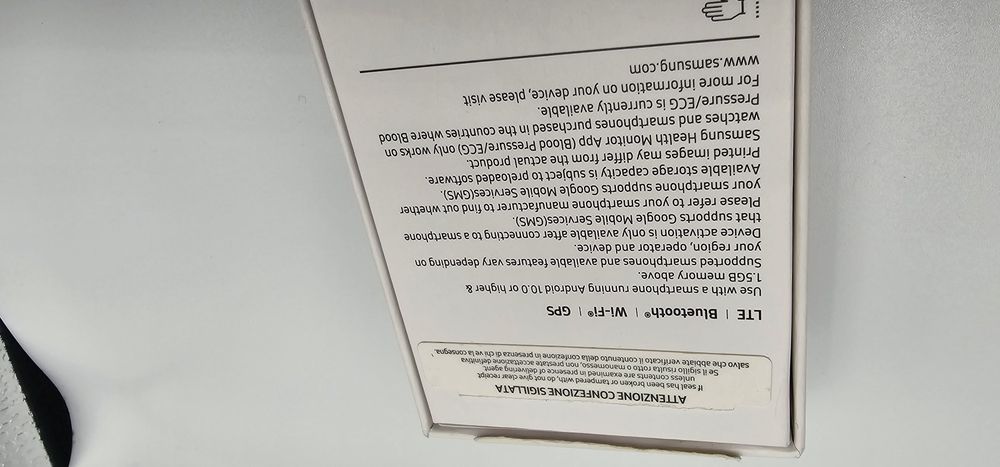 ATTENZIONE CONFEZIONE SIGILLATA
If seal has been broken or tampered with, do not give clear receipt
unless contents are examined in presence of delivering agent.
Se il sigillo risulta rotto o manomesso, non prestate accettazione definitiva
salvo che abbiate verificato il contenuto della confezione in presenza di chi ve la consegna.
LTE | Bluetooth® | Wi-Fi® | GPS
Use with a smartphone running Android 10.0 or higher &
1.5GB memory above.
Supported smartphones and available features vary depending on
your region, operator and device.
Device activation is only available after connecting to a smartphone
that supports Google Mobile Services(GMS).
Please refer to your smartphone manufacturer to find out whether
your smartphone supports Google Mobile Services(GMS).
Available storage capacity is subject to preloaded software.
Printed images may differ from the actual product.
Samsung Health Monitor App (Blood Pressure/ECG) only works on
watches and smartphones purchased in the countries where Blood
Pressure/ECG is currently available.
For more information on your device, please visit
www.samsung.com